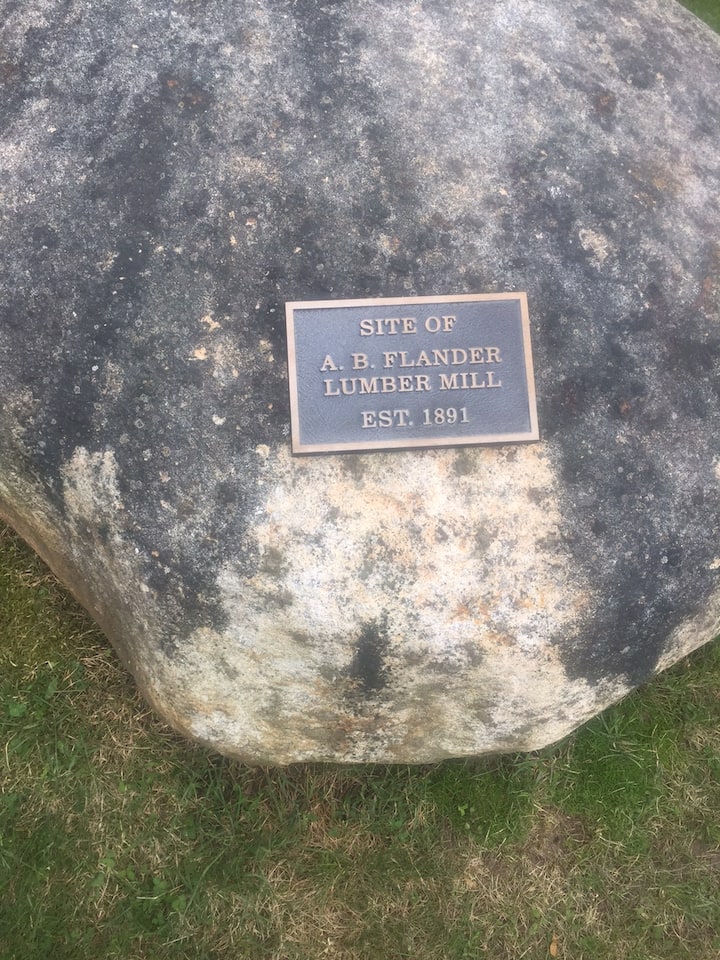 SITE OF
A. B. FLANDER
LUMBER MILL
EST. 1891